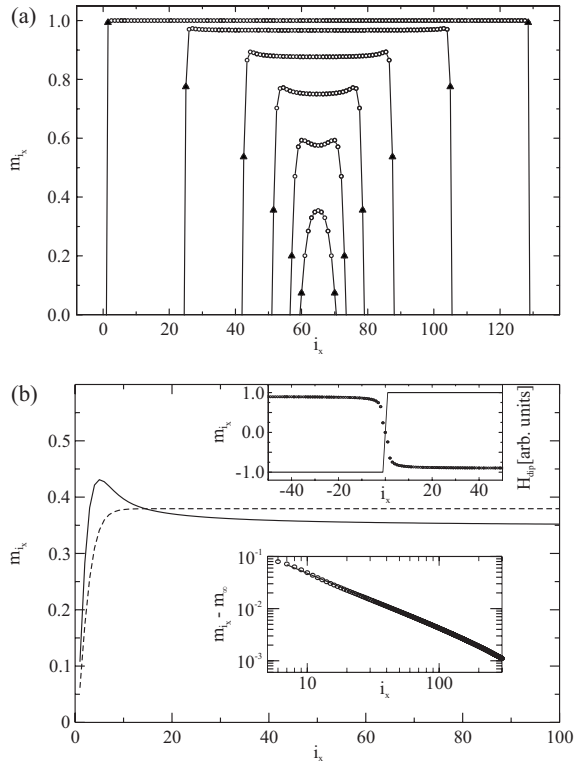 (a)
1.0
0.8
0.6
0.4
0.2
0.0
m_{i_x}
0 20 40 60 80 100 120
i_x
(b)
0.5
0.4
0.3
0.2
0.1
0
m_{i_x}
0 20 40 60 80 100
i_x
1.0
0.5
0.0
-1.0
m_{i_x}
H_{dip}[arb. units]
-40 -20 0 20 40
i_x
10^{-1}
10^{-2}
10^{-3}
m_{i_x} - m_∞
10 100
i_x